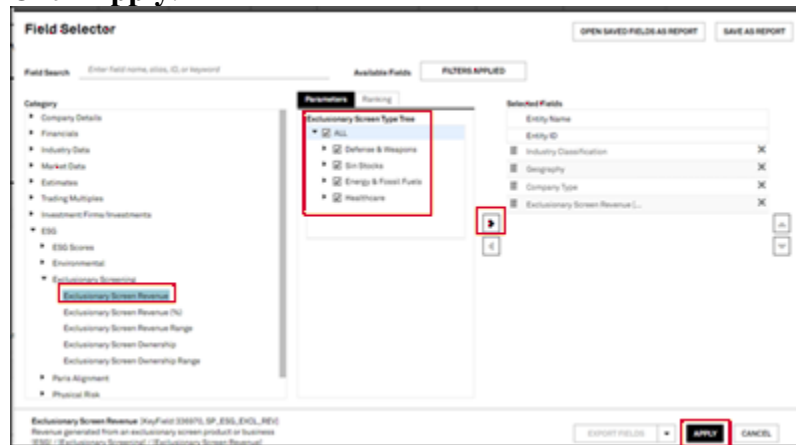 Field Selector
OPEN SAVED FIELDS AS REPORT
SAVE AS REPORT
Field Search
Enter field name, alias, ID, or keyword
Available Fields
FILTERS APPLIED
Category
Company Details
Financials
Industry Data
Market Data
Estimates
Trading Multiples
Investment Firms/Investments
ESG
ESG Scores
Environmental
Exclusionary Screening
Exclusionary Screen Revenue
Exclusionary Screen Revenue (%)
Exclusionary Screen Revenue Range
Exclusionary Screen Ownership
Exclusionary Screen Ownership Range
Paris Alignment
Physical Risk
Parameters
Ranking
Exclusionary Screen Type Tree
ALL
Defense & Weapons
Sin Stocks
Energy & Fossil Fuels
Healthcare
Selected Fields
Entity Name
Entity ID
Industry Classification
Geography
Company Type
Exclusionary Screen Revenue [...
Exclusionary Screen Revenue
Revenue generated from an exclusionary screen product or business
EXPORT FIELDS
APPLY
CANCEL